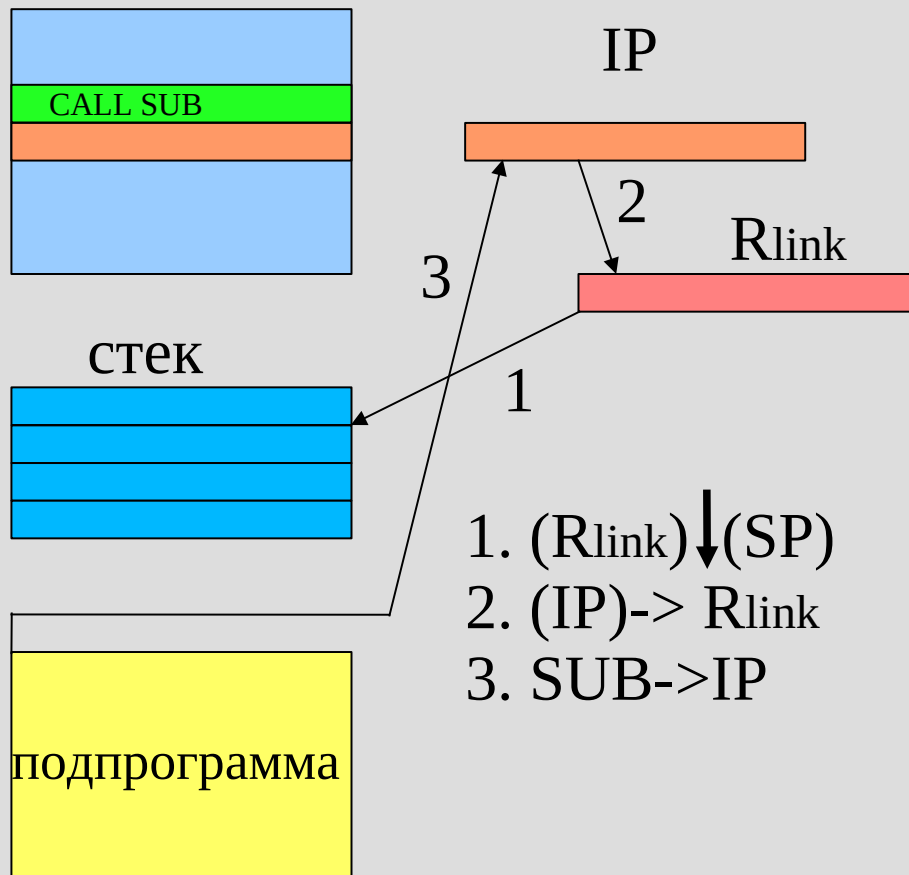 IP
CALL SUB
2
Rlink
3
стек
1
1. (Rlink)↓(SP)
2. (IP)-> Rlink
3. SUB->IP
подпрограмма